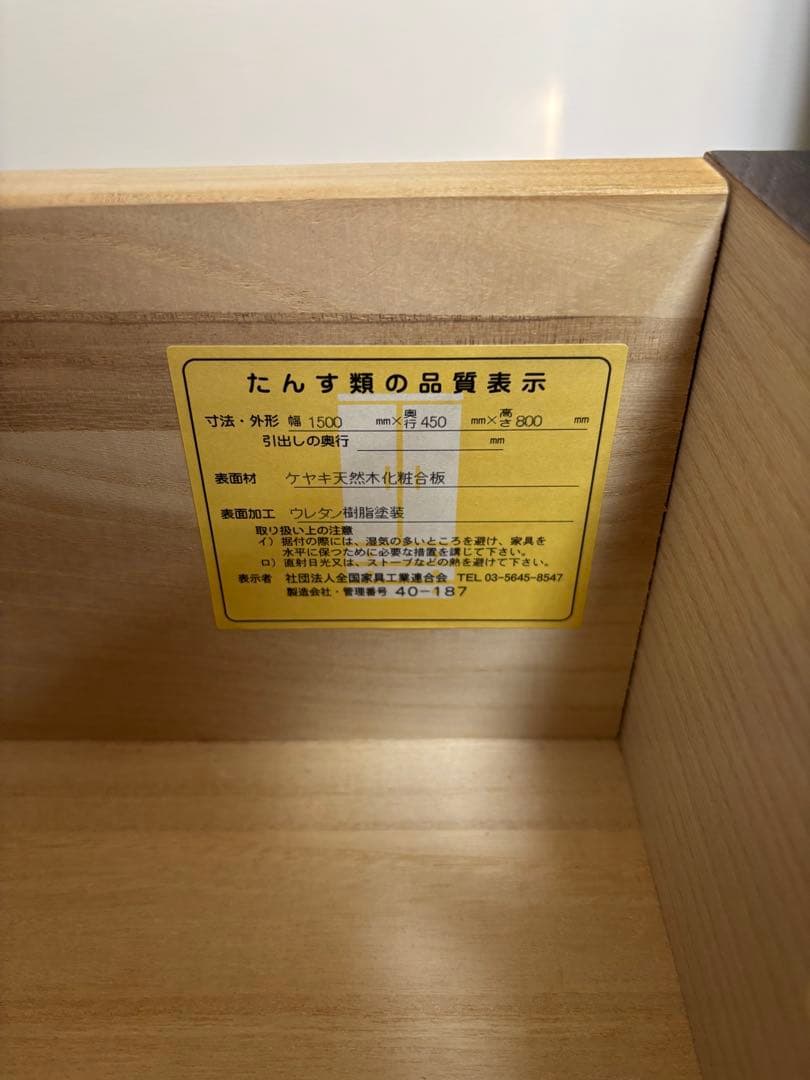 たんす類の品質表示
寸法・外形 幅 1500 mm×奥行 450 mm×高さ 800 mm
引出しの奥行 mm
表面材 ケヤキ天然木化粧合板
表面加工 ウレタン樹脂塗装
取り扱い上の注意
イ）据付の際には、湿気の多いところを避け、家具を
水平に保つために必要な措置を講じて下さい。
ロ）直射日光又は、ストーブなどの熱を避けて下さい。
表示者 社団法人全国家具工業連合会 TEL 03-5645-8547
製造会社・管理番号 40-187